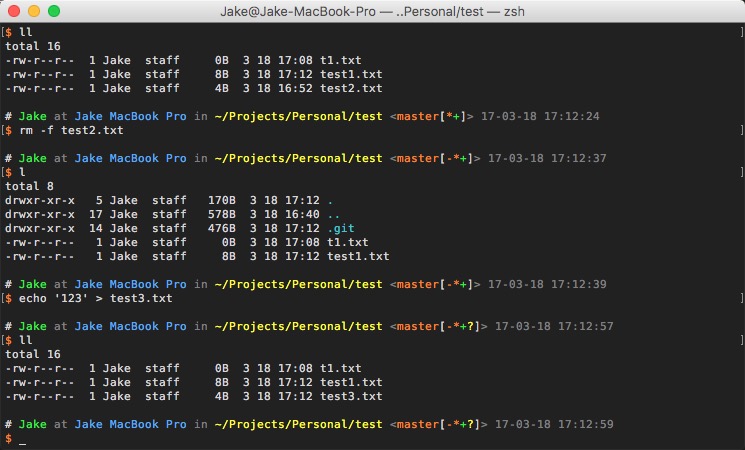 Jake@Jake-MacBook-Pro — ..Personal/test — zsh
[$ ll ]
total 16
-rw-r--r--  1 Jake  staff     0B  3 18 17:08 t1.txt
-rw-r--r--  1 Jake  staff     8B  3 18 17:12 test1.txt
-rw-r--r--  1 Jake  staff     4B  3 18 16:52 test2.txt
# Jake at Jake MacBook Pro in ~/Projects/Personal/test <master[*+]> 17-03-18 17:12:24
[$ rm -f test2.txt ]
# Jake at Jake MacBook Pro in ~/Projects/Personal/test <master[-*+]> 17-03-18 17:12:37
[$ l ]
total 8
drwxr-xr-x   5 Jake  staff   170B  3 18 17:12 .
drwxr-xr-x  17 Jake  staff   578B  3 18 16:40 ..
drwxr-xr-x  14 Jake  staff   476B  3 18 17:12 .git
-rw-r--r--   1 Jake  staff     0B  3 18 17:08 t1.txt
-rw-r--r--   1 Jake  staff     8B  3 18 17:12 test1.txt
# Jake at Jake MacBook Pro in ~/Projects/Personal/test <master[-*+]> 17-03-18 17:12:39
[$ echo '123' > test3.txt ]
# Jake at Jake MacBook Pro in ~/Projects/Personal/test <master[-*+?]> 17-03-18 17:12:57
[$ ll ]
total 16
-rw-r--r--  1 Jake  staff     0B  3 18 17:08 t1.txt
-rw-r--r--  1 Jake  staff     8B  3 18 17:12 test1.txt
-rw-r--r--  1 Jake  staff     4B  3 18 17:12 test3.txt
# Jake at Jake MacBook Pro in ~/Projects/Personal/test <master[-*+?]> 17-03-18 17:12:59
$ _